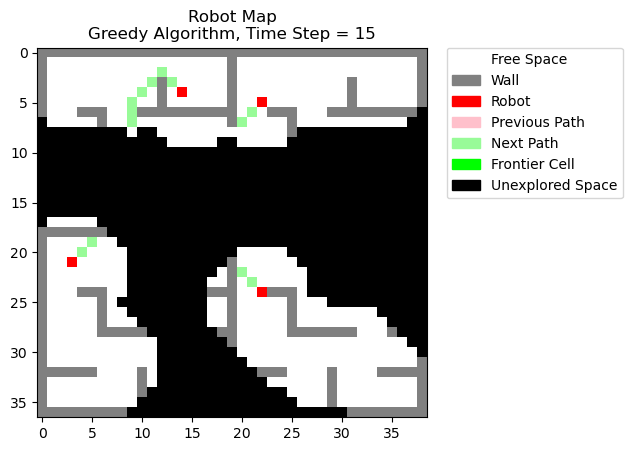 Robot Map
Greedy Algorithm, Time Step = 15
Free Space
Wall
Robot
Previous Path
Next Path
Frontier Cell
Unexplored Space
0
5
10
15
20
25
30
35
0 5 10 15 20 25 30 35